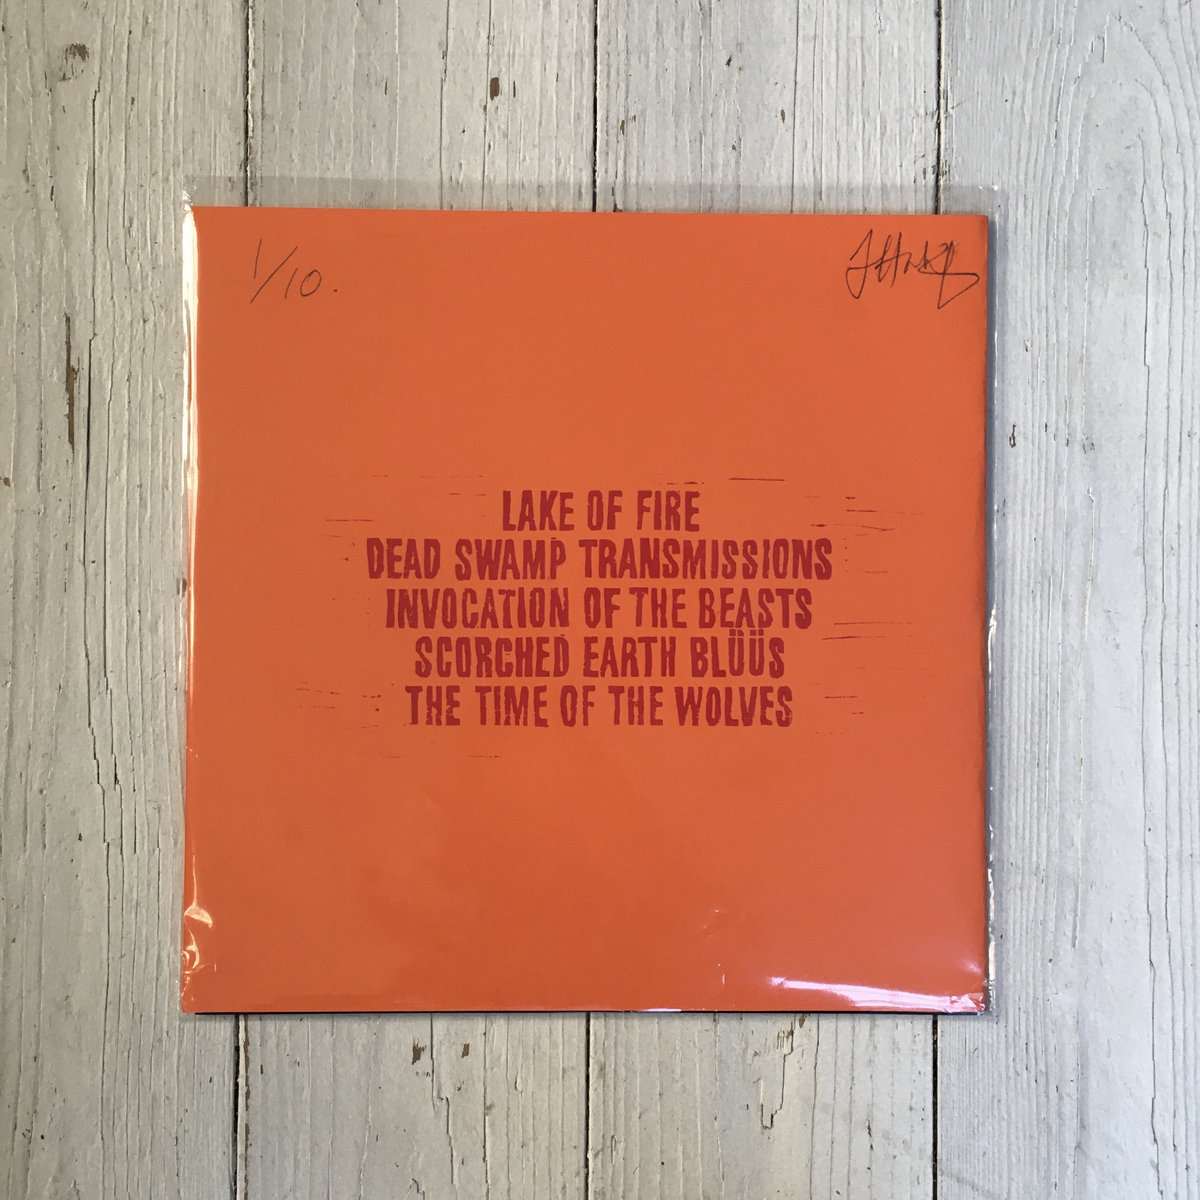 1/10.
LAKE OF FIRE
DEAD SWAMP TRANSMISSIONS
INVOCATION OF THE BEASTS
SCORCHED EARTH BLÜÜS
THE TIME OF THE WOLVES